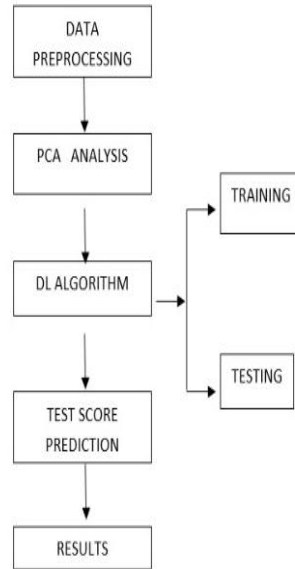 DATA
PREPROCESSING
PCA ANALYSIS
TRAINING
DL ALGORITHM
TESTING
TEST SCORE
PREDICTION
RESULTS